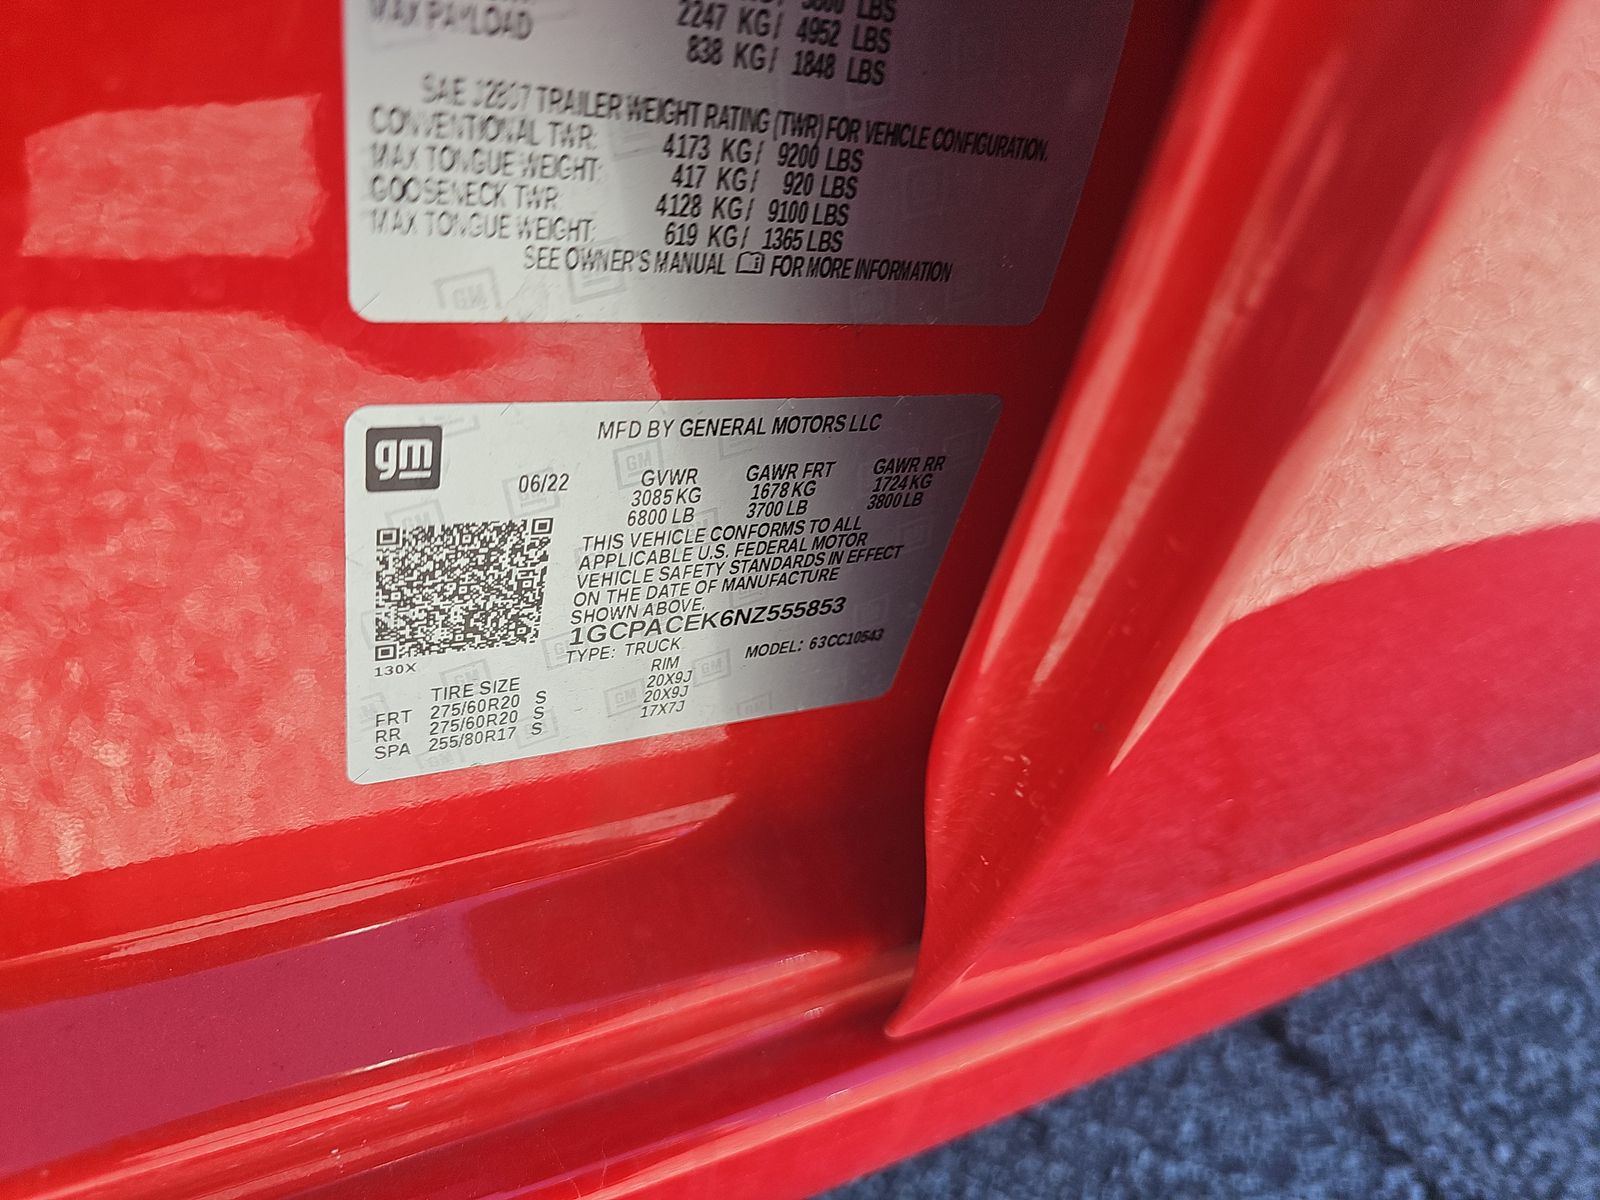 MAX PAYLOAD
2247 KG/ 4952 LBS
838 KG/ 1848 LBS
SAE J2807 TRAILER WEIGHT RATING (TWR) FOR VEHICLE CONFIGURATION.
CONVENTIONAL TWR: 4173 KG/ 9200 LBS
MAX TONGUE WEIGHT: 417 KG/ 920 LBS
GOOSENECK TWR: 4128 KG/ 9100 LBS
MAX TONGUE WEIGHT: 619 KG/ 1365 LBS
SEE OWNER'S MANUAL FOR MORE INFORMATION
gm
MFD BY GENERAL MOTORS LLC
06/22 GVWR GAWR FRT GAWR RR
3085 KG 1678 KG 1724 KG
6800 LB 3700 LB 3800 LB
THIS VEHICLE CONFORMS TO ALL
APPLICABLE U.S. FEDERAL MOTOR
VEHICLE SAFETY STANDARDS IN EFFECT
ON THE DATE OF MANUFACTURE
SHOWN ABOVE.
1GCPACEK6NZ555853
TYPE: TRUCK MODEL: 63CC10543
130X
TIRE SIZE RIM
FRT 275/60R20 S 20X9J
RR 275/60R20 S 20X9J
SPA 255/80R17 S 17X7J